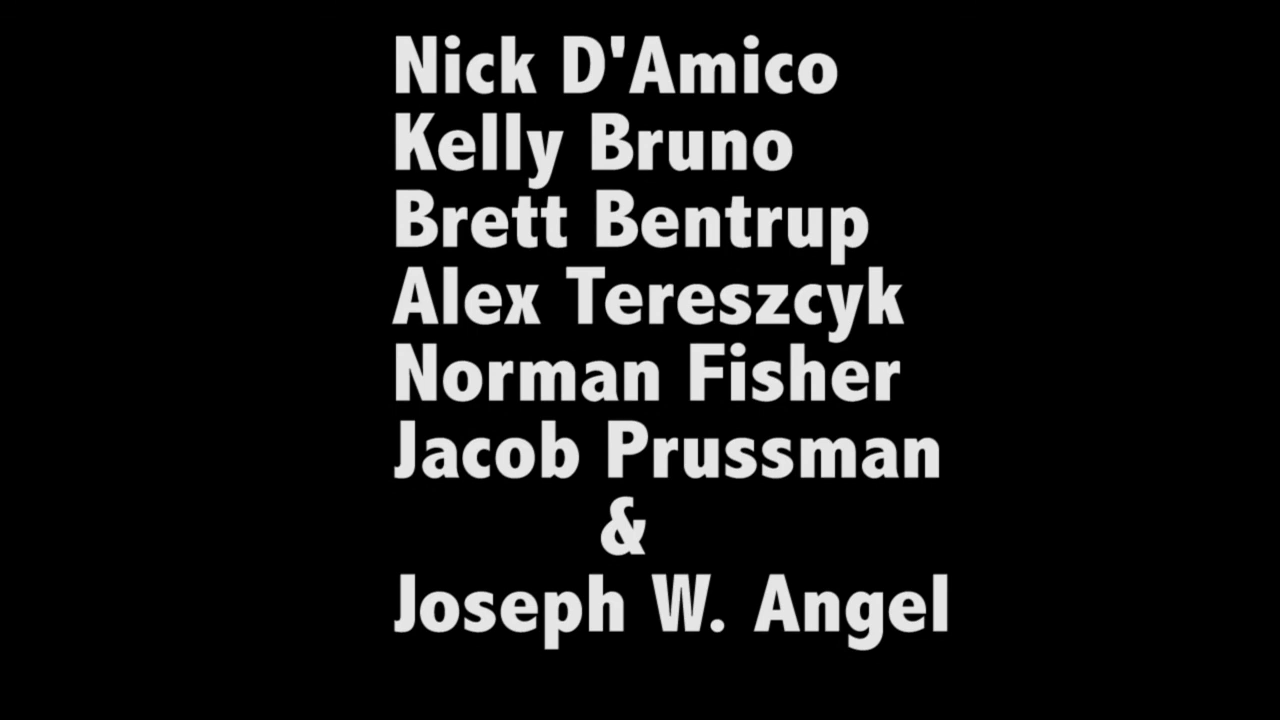 Nick D'Amico
Kelly Bruno
Brett Bentrup
Alex Tereszcyk
Norman Fisher
Jacob Prussman
&
Joseph W. Angel